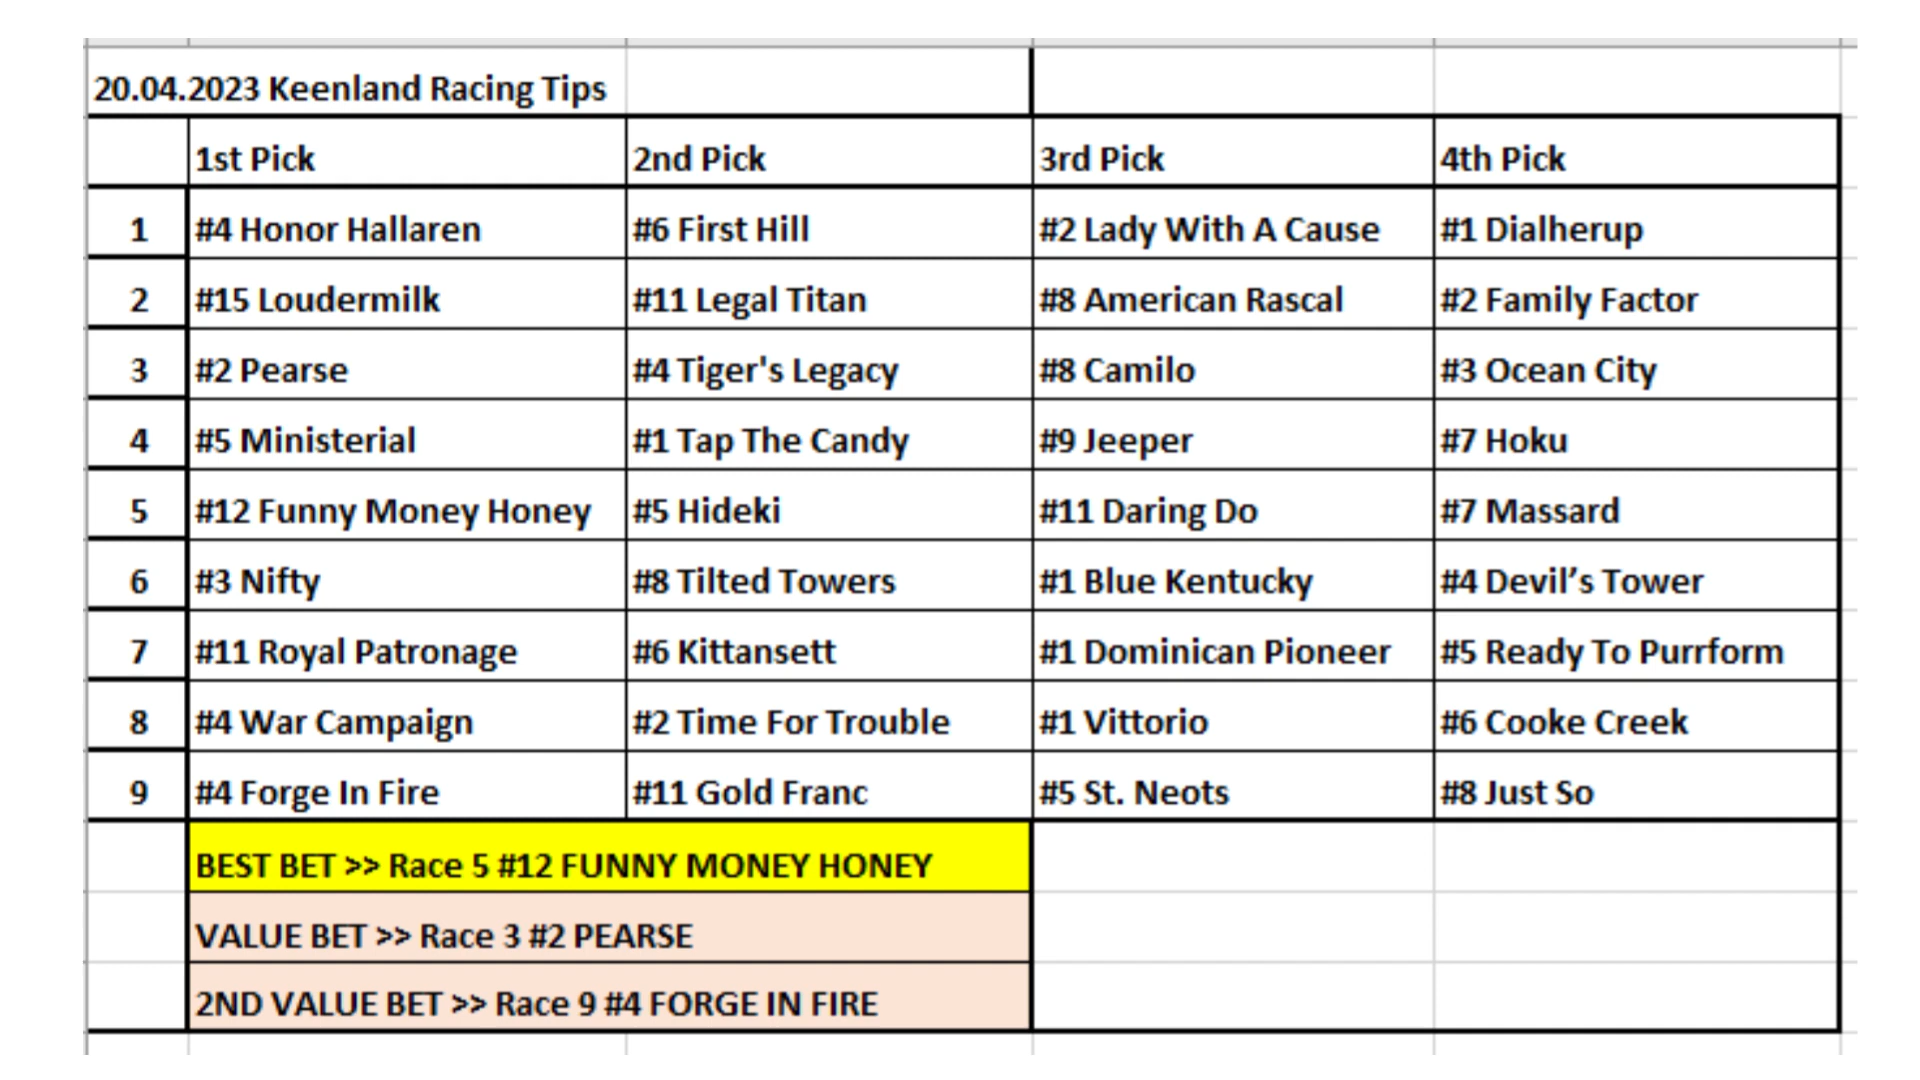 20.04.2023 Keenland Racing Tips
1st Pick 2nd Pick 3rd Pick 4th Pick
1 #4 Honor Hallaren #6 First Hill #2 Lady With A Cause #1 Dialherup
2 #15 Loudermilk #11 Legal Titan #8 American Rascal #2 Family Factor
3 #2 Pearse #4 Tiger's Legacy #8 Camilo #3 Ocean City
4 #5 Ministerial #1 Tap The Candy #9 Jeeper #7 Hoku
5 #12 Funny Money Honey #5 Hideki #11 Daring Do #7 Massard
6 #3 Nifty #8 Tilted Towers #1 Blue Kentucky #4 Devil’s Tower
7 #11 Royal Patronage #6 Kittansett #1 Dominican Pioneer #5 Ready To Purrform
8 #4 War Campaign #2 Time For Trouble #1 Vittorio #6 Cooke Creek
9 #4 Forge In Fire #11 Gold Franc #5 St. Neots #8 Just So
BEST BET >> Race 5 #12 FUNNY MONEY HONEY
VALUE BET >> Race 3 #2 PEARSE
2ND VALUE BET >> Race 9 #4 FORGE IN FIRE